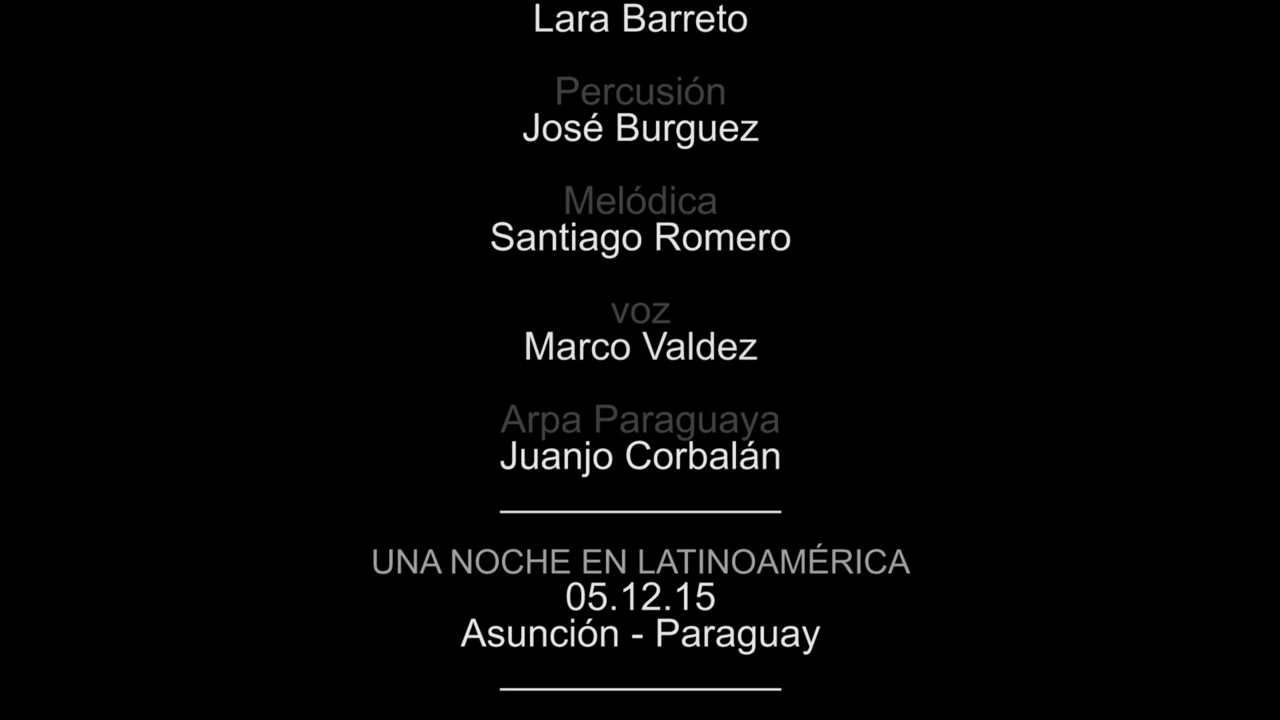 Lara Barreto
Percusión
José Burguez
Melódica
Santiago Romero
voz
Marco Valdez
Arpa Paraguaya
Juanjo Corbalán
UNA NOCHE EN LATINOAMÉRICA
05.12.15
Asunción - Paraguay